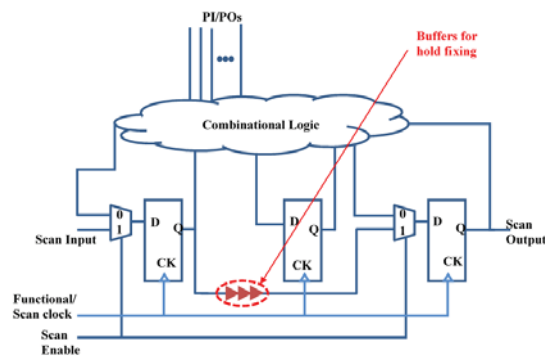 PI/POs
Buffers for
hold fixing
Combinational Logic
0
1
D
Q
CK
D
Q
CK
0
1
D
Q
CK
Scan Input
Scan
Output
Functional/
Scan clock
Scan
Enable